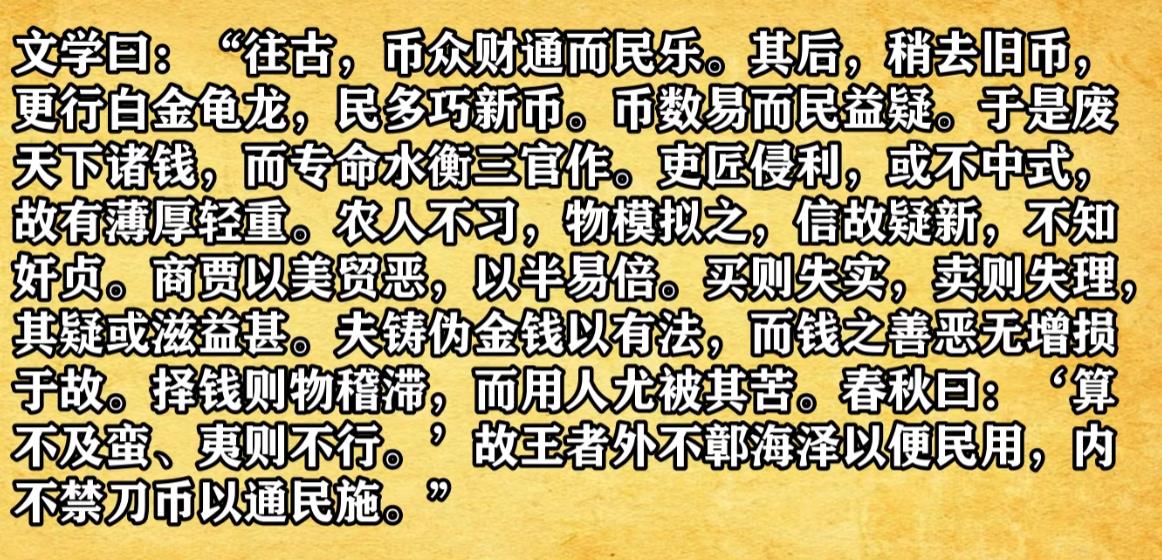 文学曰：“往古，币众财通而民乐。其后，稍去旧币，
更行白金龟龙，民多巧新币。币数易而民益疑。于是废
天下诸钱，而专命水衡三官作。吏匠侵利，或不中式，
故有薄厚轻重。农人不习，物模拟之，信故疑新，不知
奸贞。商贾以美贸恶，以半易倍。买则失实，卖则失理，
其疑或滋益甚。夫铸伪金钱以有法，而钱之善恶无增损
于故。择钱则物稽滞，而用人尤被其苦。春秋曰：‘算
不及蛮、夷则不行。’故王者外不鄣海泽以便民用，内
不禁刀币以通民施。”